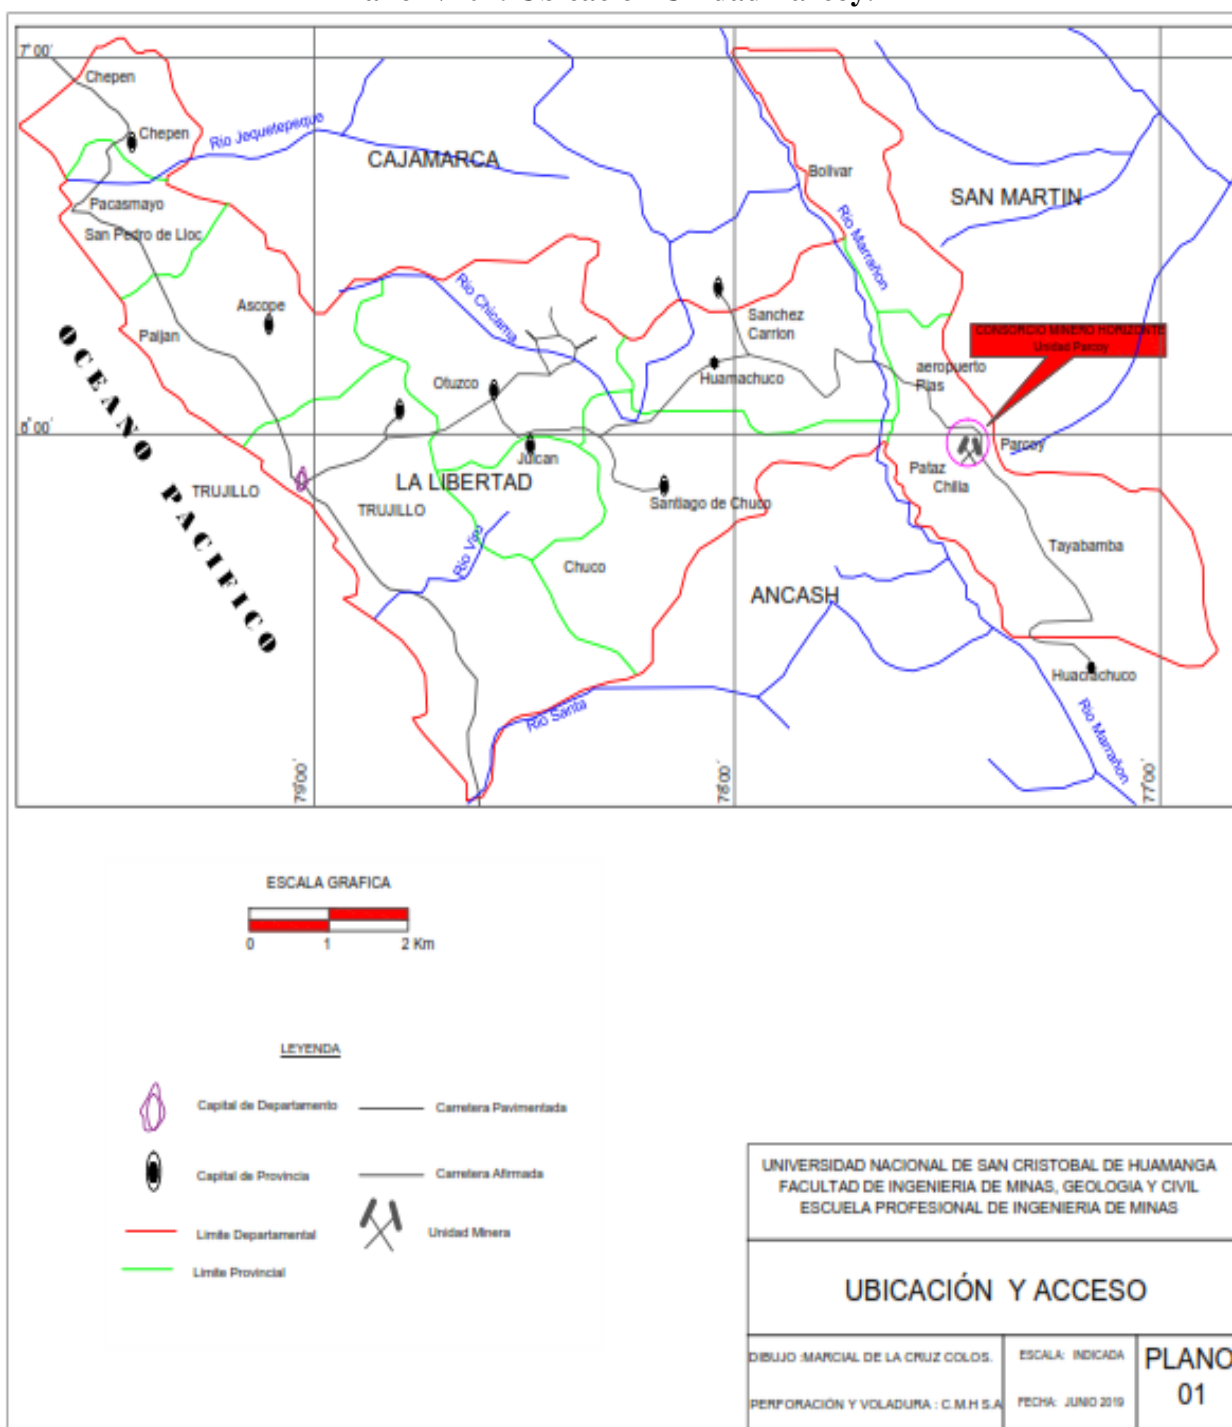 7°00'
Chepen
Chepen
Rio Jequetepeque
CAJAMARCA
Bolivar
SAN MARTIN
Pacasmayo
San Pedro de Lloc
Rio Marrañon
Ascope
Rio Chicama
Sanchez
Carrion
CONSORCIO MINERO HORIZONTE
Unidad Parcoy
Paijan
OCEANO PACIFICO
Otuzco
Huamachuco
aeropuerto
Pias
8°00'
Julcan
Parcoy
Pataz
Chilia
TRUJILLO
LA LIBERTAD
TRUJILLO
Santiago de Chuco
Rio Viru
Tayabamba
Chuco
ANCASH
Huacrachuco
Rio Santa
Rio Marrañon
79°00'
78°00'
77°00'
ESCALA GRAFICA
0 1 2 Km
LEYENDA
Capital de Departamento
Carretera Pavimentada
Capital de Provincia
Carretera Afirmada
Limite Departamental
Unidad Minera
Limite Provincial
UNIVERSIDAD NACIONAL DE SAN CRISTOBAL DE HUAMANGA
FACULTAD DE INGENIERIA DE MINAS, GEOLOGIA Y CIVIL
ESCUELA PROFESIONAL DE INGENIERIA DE MINAS
UBICACIÓN Y ACCESO
DIBUJO :MARCIAL DE LA CRUZ COLOS.
ESCALA: INDICADA
PLANO
01
PERFORACIÓN Y VOLADURA : C.M.H S.A
FECHA: JUNIO 2019